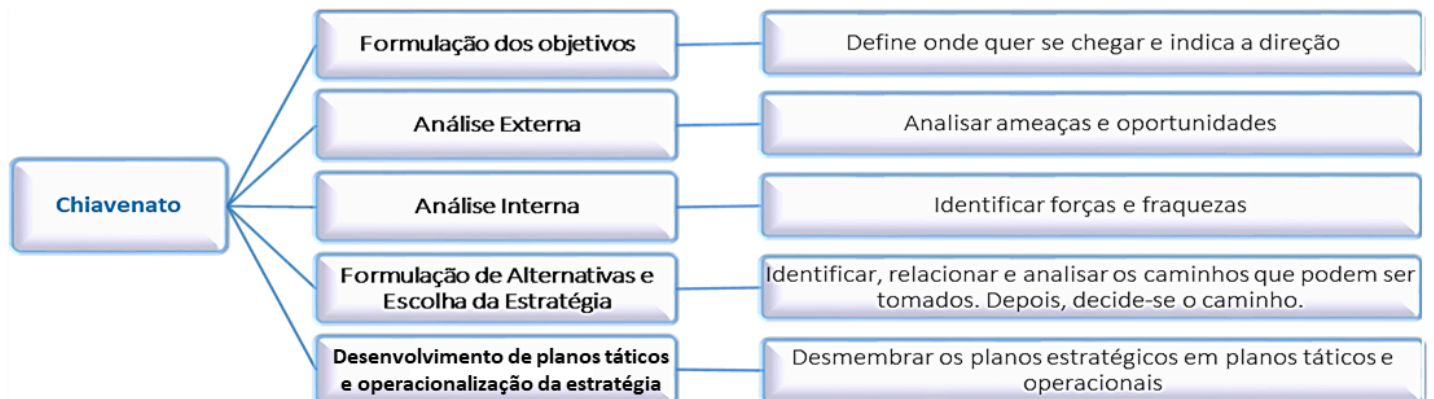 Formulação dos objetivos
Define onde quer se chegar e indica a direção
Análise Externa
Analisar ameaças e oportunidades
Chiavenato
Análise Interna
Identificar forças e fraquezas
Formulação de Alternativas e
Escolha da Estratégia
Identificar, relacionar e analisar os caminhos que podem ser
tomados. Depois, decide-se o caminho.
Desenvolvimento de planos táticos
e operacionalização da estratégia
Desmembrar os planos estratégicos em planos táticos e
operacionais